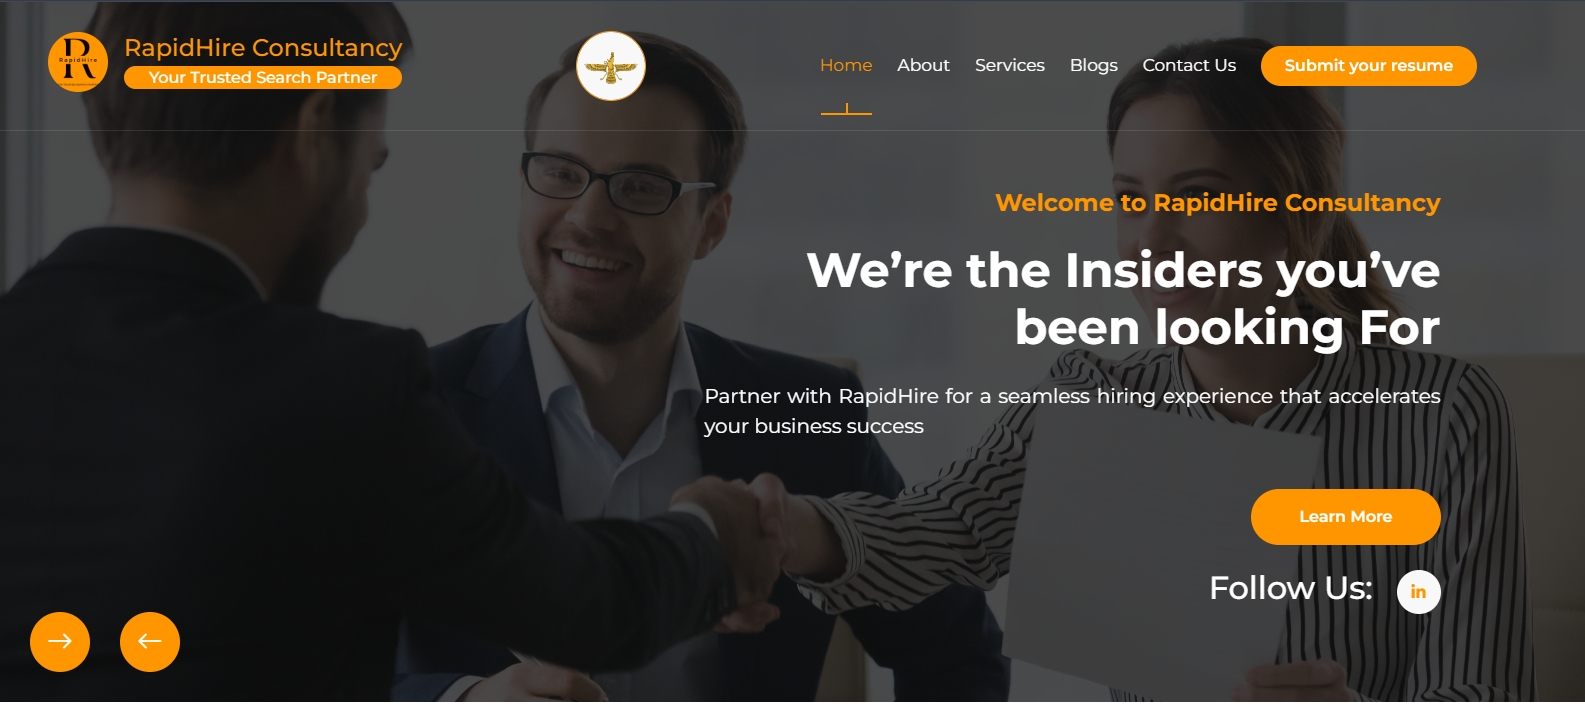 R
RapidHire
RapidHire Consultancy
Your Trusted Search Partner
Home
About
Services
Blogs
Contact Us
Submit your resume
Welcome to RapidHire Consultancy
We’re the Insiders you’ve
been looking For
Partner with RapidHire for a seamless hiring experience that accelerates
your business success
Learn More
Follow Us:
in